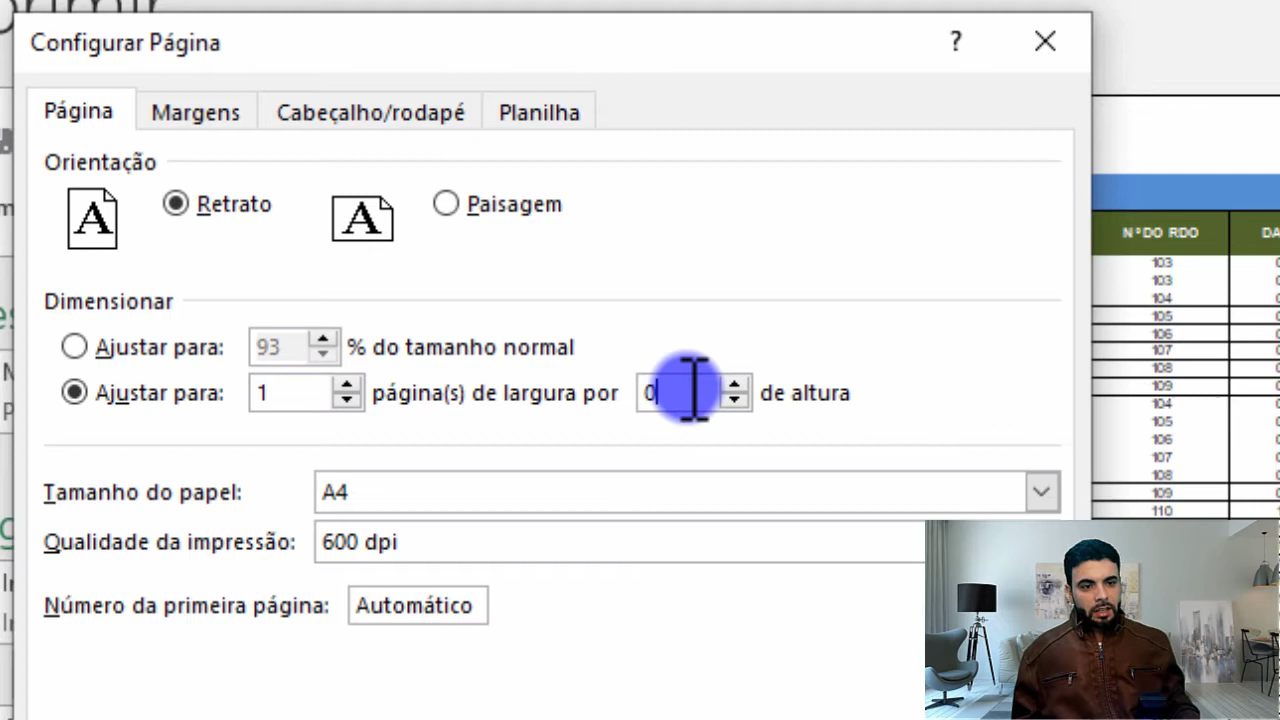 Configurar Página ?
Página Margens Cabeçalho/rodapé Planilha
Orientação
A Retrato A Paisagem
Nº DO RDO
103
103
104
105
106
107
108
109
104
105
106
107
108
109
110
Dimensionar
Ajustar para: 93 % do tamanho normal
Ajustar para: 1 página(s) de largura por 0 de altura
Tamanho do papel: A4
Qualidade da impressão: 600 dpi
Número da primeira página: Automático